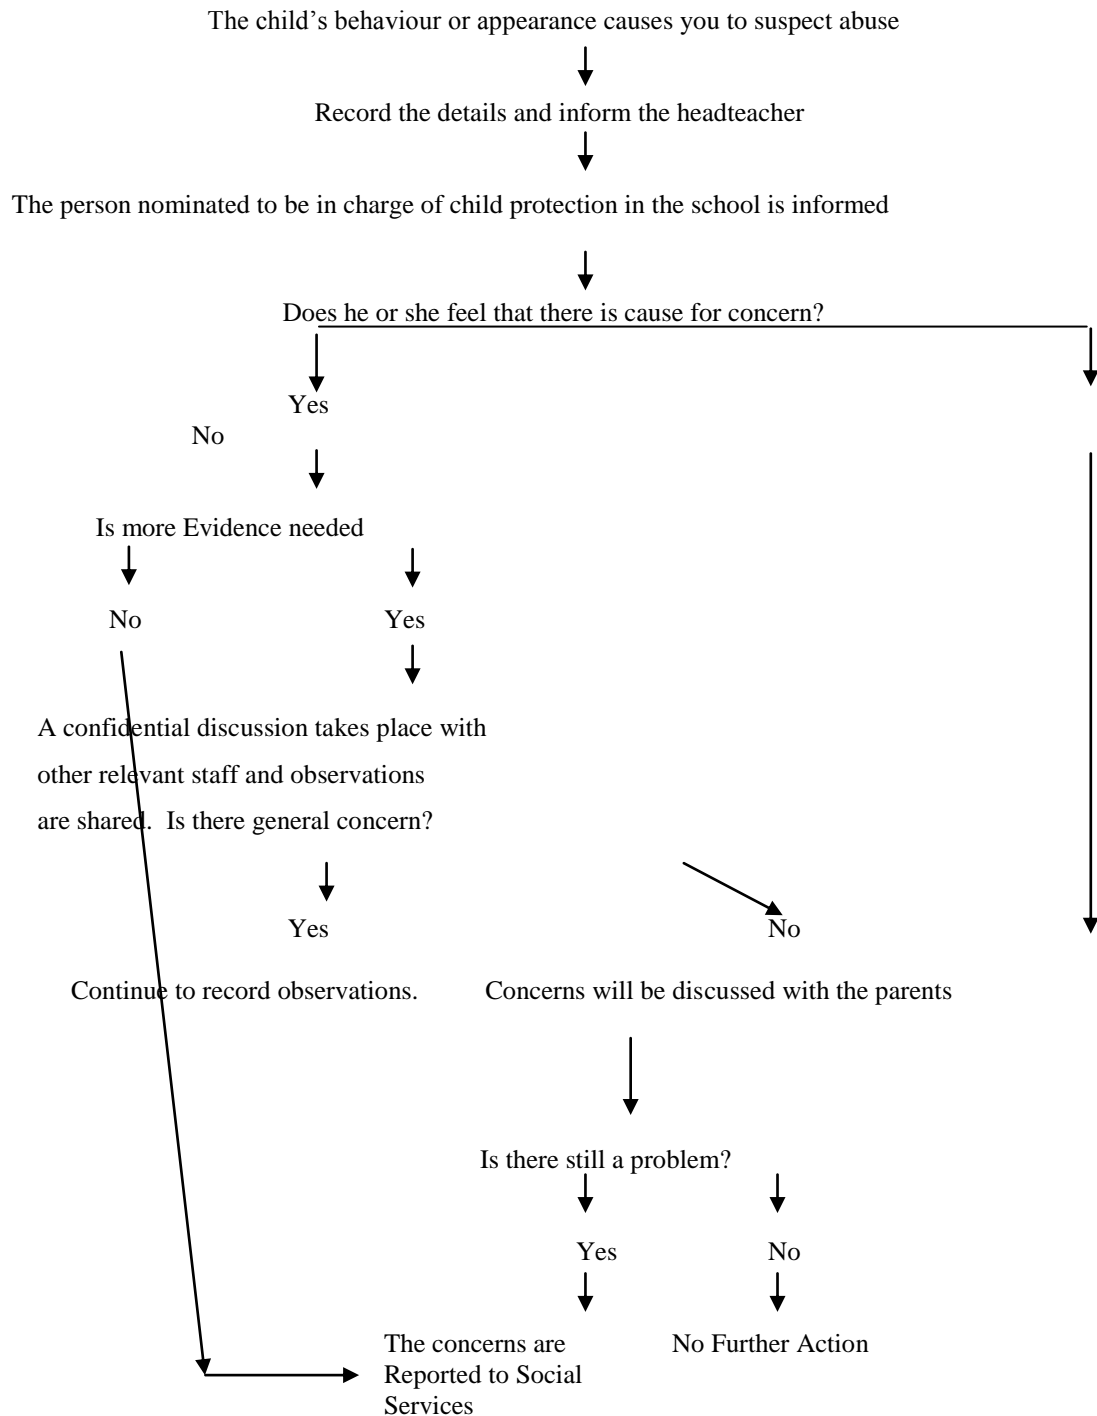 The child’s behaviour or appearance causes you to suspect abuse
Record the details and inform the headteacher
The person nominated to be in charge of child protection in the school is informed
Does he or she feel that there is cause for concern?
Yes
No
Is more Evidence needed
No Yes
A confidential discussion takes place with
other relevant staff and observations
are shared.  Is there general concern?
Yes No
Continue to record observations. Concerns will be discussed with the parents
Is there still a problem?
Yes No
The concerns are No Further Action
Reported to Social
Services